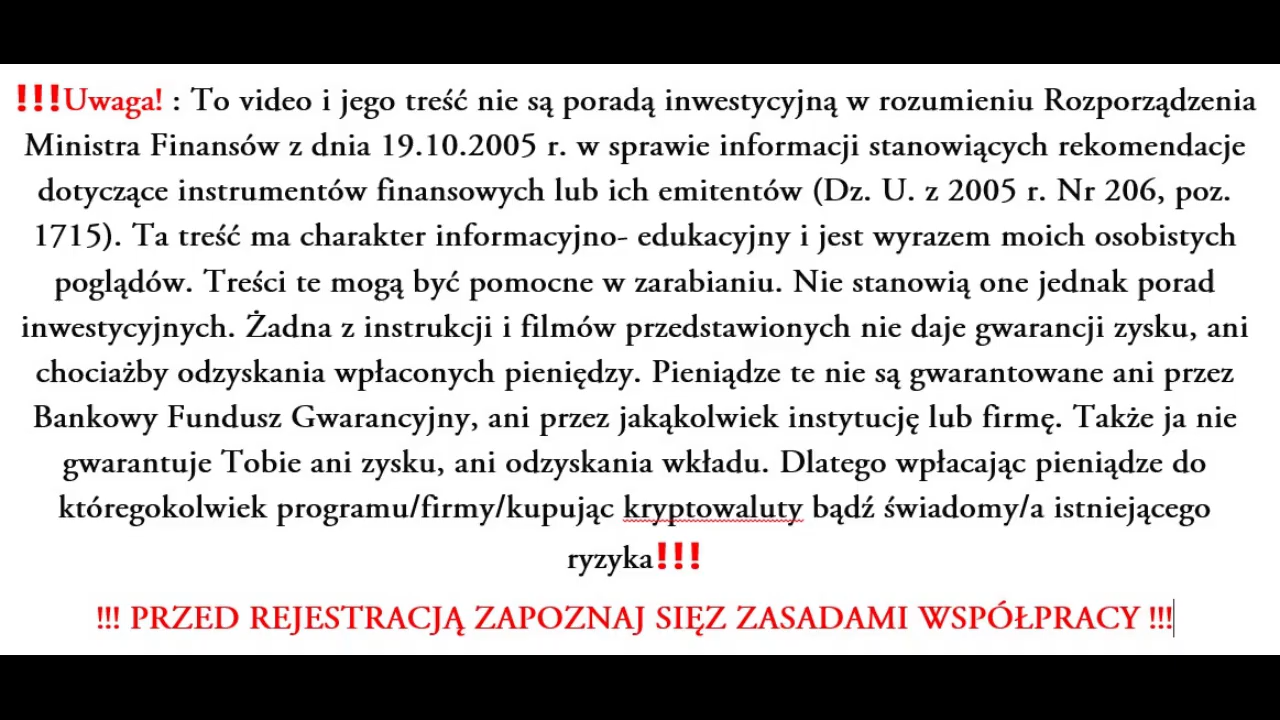 !!!Uwaga! : To video i jego treść nie są poradą inwestycyjną w rozumieniu Rozporządzenia
Ministra Finansów z dnia 19.10.2005 r. w sprawie informacji stanowiących rekomendacje
dotyczące instrumentów finansowych lub ich emitentów (Dz. U. z 2005 r. Nr 206, poz.
1715). Ta treść ma charakter informacyjno- edukacyjny i jest wyrazem moich osobistych
poglądów. Treści te mogą być pomocne w zarabianiu. Nie stanowią one jednak porad
inwestycyjnych. Żadna z instrukcji i filmów przedstawionych nie daje gwarancji zysku, ani
chociażby odzyskania wpłaconych pieniędzy. Pieniądze te nie są gwarantowane ani przez
Bankowy Fundusz Gwarancyjny, ani przez jakąkolwiek instytucję lub firmę. Także ja nie
gwarantuje Tobie ani zysku, ani odzyskania wkładu. Dlatego wpłacając pieniądze do
któregokolwiek programu/firmy/kupując kryptowaluty bądź świadomy/a istniejącego
ryzyka!!!
!!! PRZED REJESTRACJĄ ZAPOZNAJ SIĘZ ZASADAMI WSPÓŁPRACY !!!